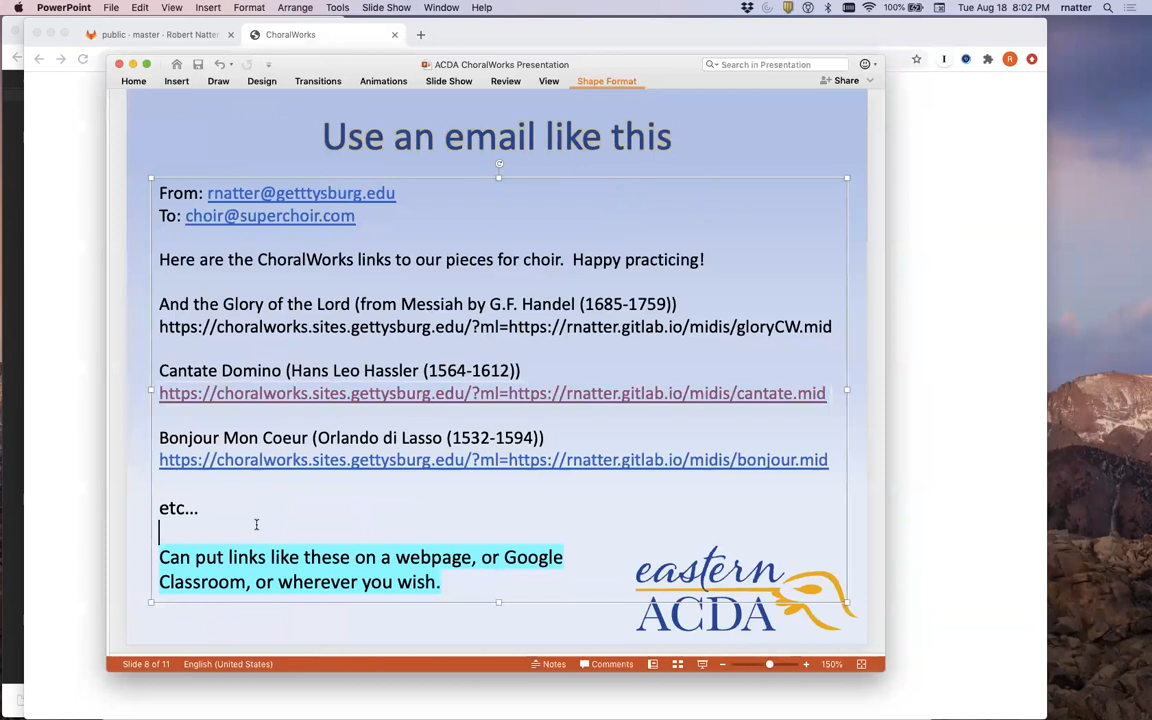 PowerPoint File Edit View Insert Format Arrange Tools Slide Show Window Help 100% Tue Aug 18 8:02 PM rnatter
public · master · Robert Natter
ChoralWorks
ACDA ChoralWorks Presentation
Search in Presentation
Home Insert Draw Design Transitions Animations Slide Show Review View Shape Format Share
Use an email like this
From: rnatter@getttysburg.edu
To: choir@superchoir.com
Here are the ChoralWorks links to our pieces for choir. Happy practicing!
And the Glory of the Lord (from Messiah by G.F. Handel (1685-1759))
https://choralworks.sites.gettysburg.edu/?ml=https://rnatter.gitlab.io/midis/gloryCW.mid
Cantate Domino (Hans Leo Hassler (1564-1612))
https://choralworks.sites.gettysburg.edu/?ml=https://rnatter.gitlab.io/midis/cantate.mid
Bonjour Mon Coeur (Orlando di Lasso (1532-1594))
https://choralworks.sites.gettysburg.edu/?ml=https://rnatter.gitlab.io/midis/bonjour.mid
etc...
Can put links like these on a webpage, or Google
Classroom, or wherever you wish.
eastern
ACDA
Slide 8 of 11 English (United States) Notes Comments 150%